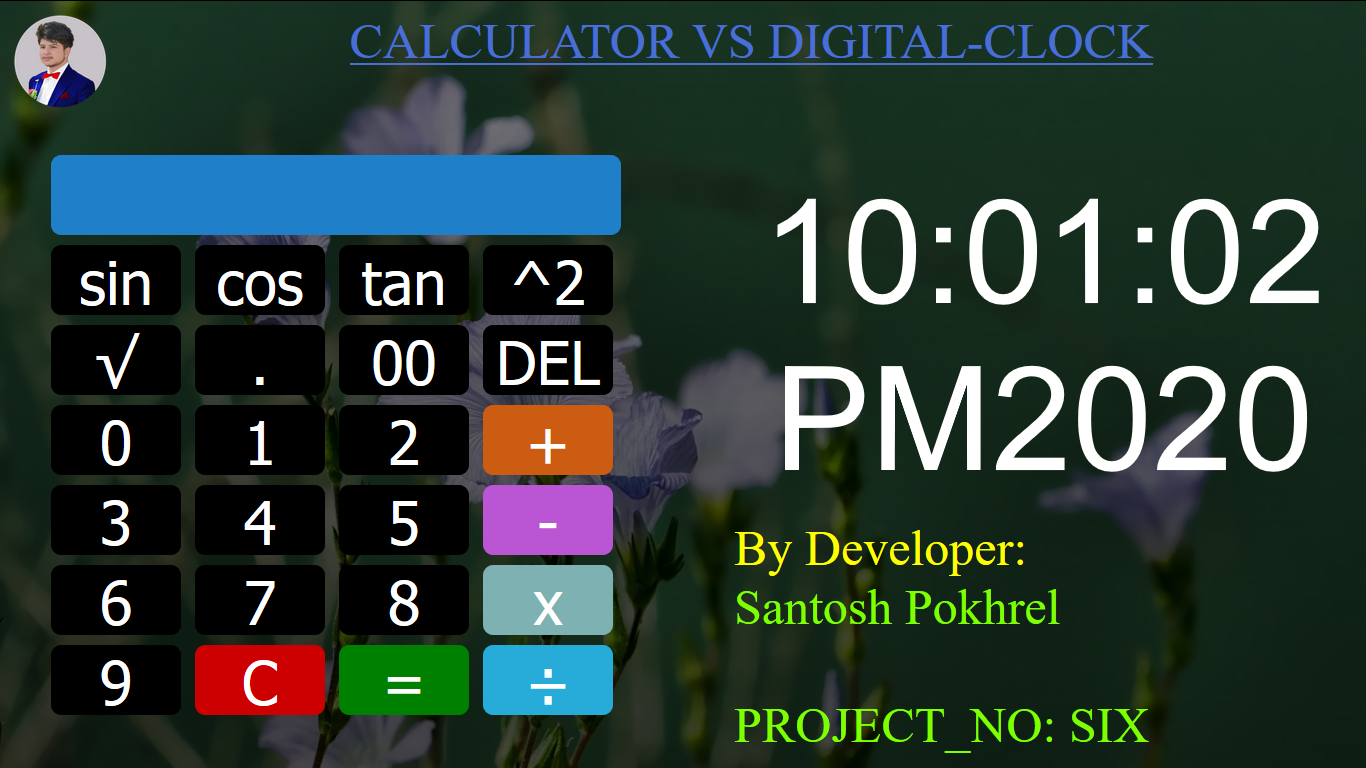 CALCULATOR VS DIGITAL-CLOCK
sin cos tan ^2
√ . 00 DEL
0 1 2 +
3 4 5 -
6 7 8 x
9 C = ÷
10:01:02
PM2020
By Developer:
Santosh Pokhrel
PROJECT_NO: SIX